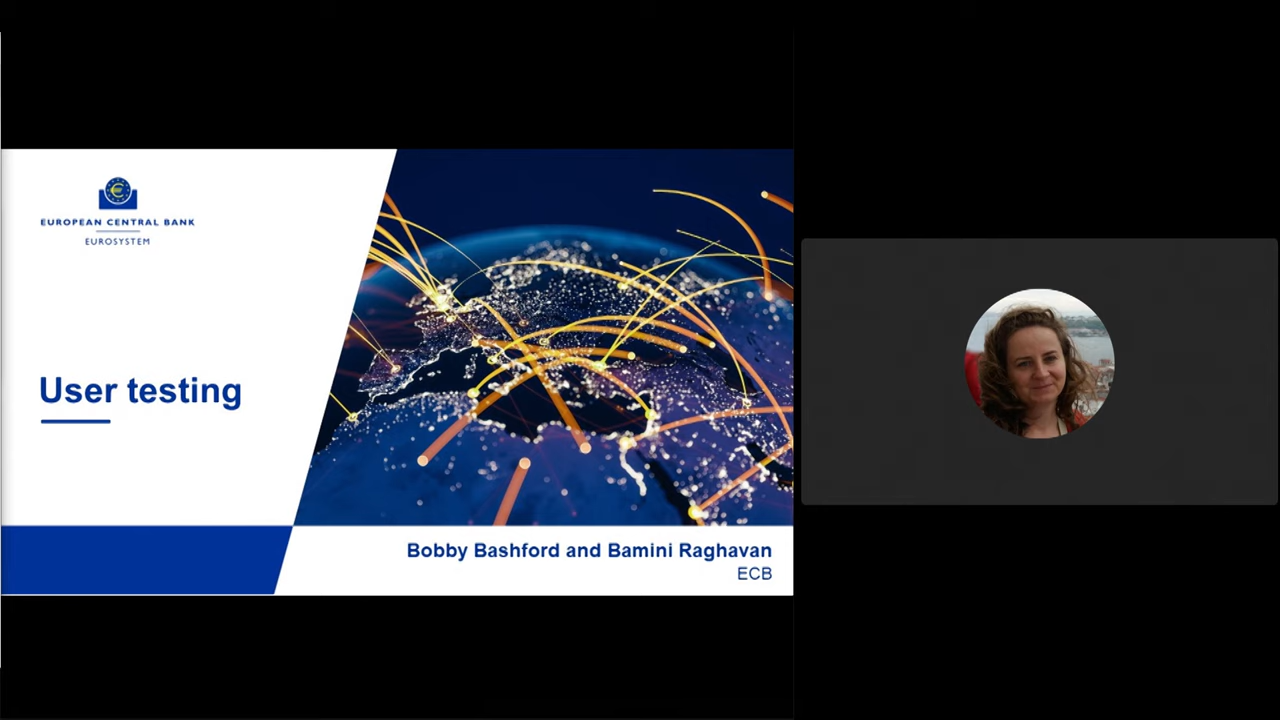 EUROPEAN CENTRAL BANK
EUROSYSTEM
User testing
Bobby Bashford and Bamini Raghavan
ECB